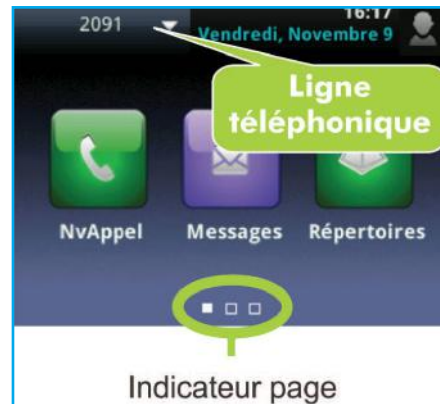 2091
16:17
Vendredi, Novembre 9
Ligne
téléphonique
NvAppel Messages Répertoires
Indicateur page